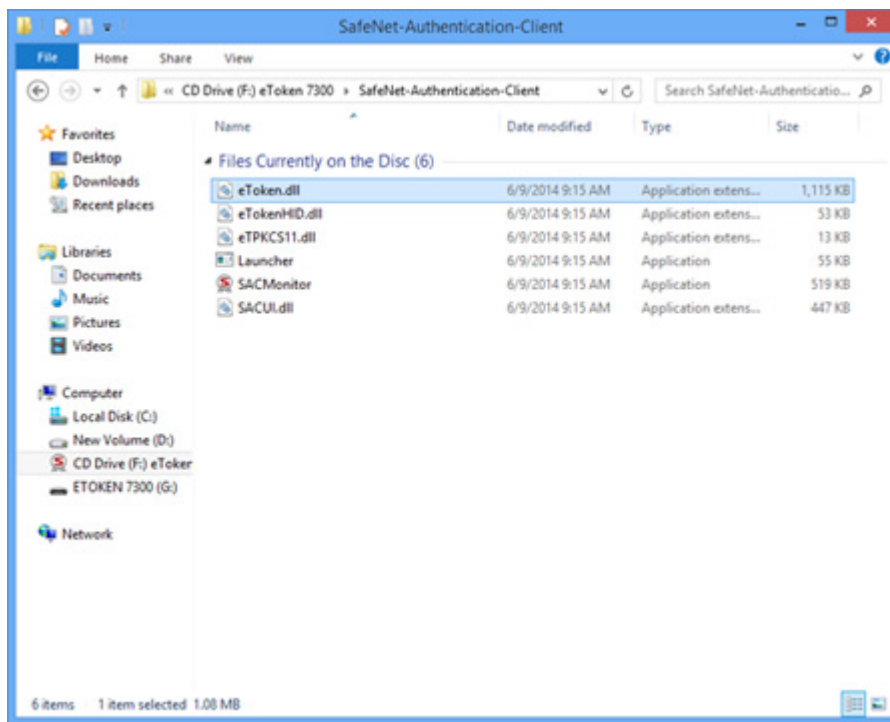 SafeNet-Authentication-Client
File Home Share View
« CD Drive (F:) eToken 7300 SafeNet-Authentication-Client Search SafeNet-Authenticatio...
Name Date modified Type Size
Files Currently on the Disc (6)
eToken.dll 6/9/2014 9:15 AM Application extens... 1,115 KB
eTokenHID.dll 6/9/2014 9:15 AM Application extens... 53 KB
eTPKCS11.dll 6/9/2014 9:15 AM Application extens... 13 KB
Launcher 6/9/2014 9:15 AM Application 55 KB
SACMonitor 6/9/2014 9:15 AM Application 519 KB
SACUI.dll 6/9/2014 9:15 AM Application extens... 447 KB
Favorites
Desktop
Downloads
Recent places
Libraries
Documents
Music
Pictures
Videos
Computer
Local Disk (C:)
New Volume (D:)
CD Drive (F:) eToker
ETOKEN 7300 (G:)
Network
6 items 1 item selected 1.08 MB